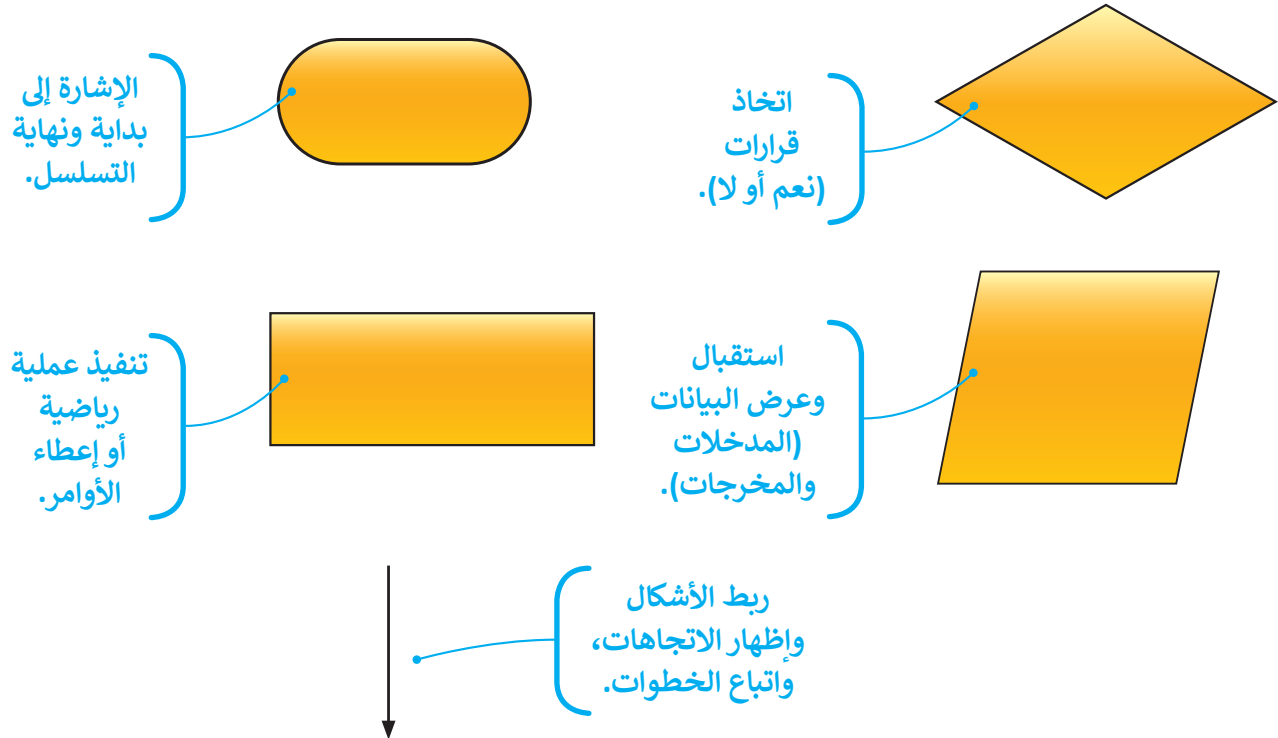 اتخاذ
قرارات
(نعم أو لا).
الإشارة إلى
بداية ونهاية
التسلسل.
استقبال
وعرض البيانات
(المدخلات
والمخرجات).
تنفيذ عملية
رياضية
أو إعطاء
الأوامر.
ربط الأشكال
وإظهار الاتجاهات،
واتباع الخطوات.